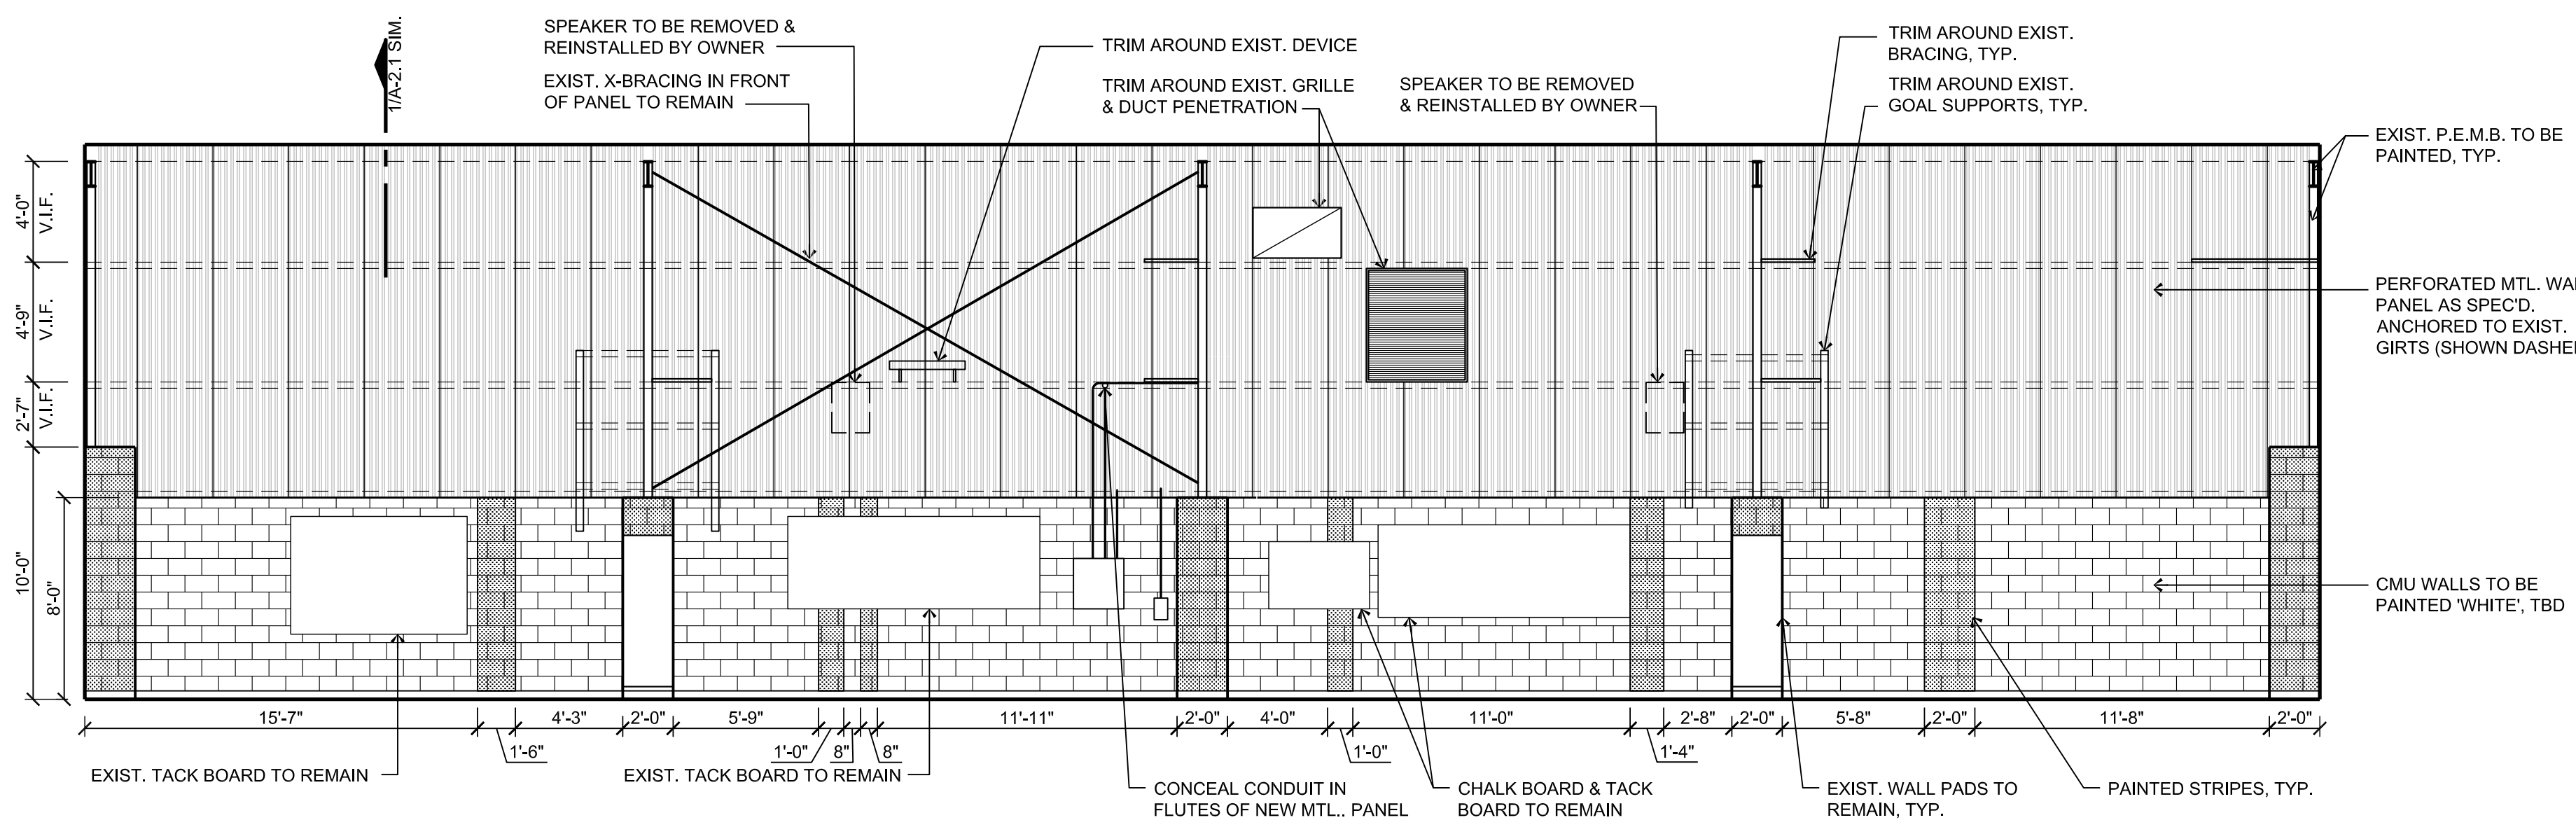 1/A-2.1 SIM.
SPEAKER TO BE REMOVED &
REINSTALLED BY OWNER
EXIST. X-BRACING IN FRONT
OF PANEL TO REMAIN
TRIM AROUND EXIST. DEVICE
TRIM AROUND EXIST. GRILLE
& DUCT PENETRATION
SPEAKER TO BE REMOVED
& REINSTALLED BY OWNER
TRIM AROUND EXIST.
BRACING, TYP.
TRIM AROUND EXIST.
GOAL SUPPORTS, TYP.
EXIST. P.E.M.B. TO BE
PAINTED, TYP.
PERFORATED MTL. WAL
PANEL AS SPEC'D.
ANCHORED TO EXIST.
GIRTS (SHOWN DASHED
CMU WALLS TO BE
PAINTED 'WHITE', TBD
4'-0"
V.I.F.
4'-9"
V.I.F.
2'-7"
V.I.F.
10'-0"
8'-0"
15'-7"
1'-6"
4'-3"
2'-0"
5'-9"
1'-0"
8"
8"
11'-11"
2'-0"
4'-0"
1'-0"
11'-0"
1'-4"
2'-8"
2'-0"
5'-8"
2'-0"
11'-8"
2'-0"
EXIST. TACK BOARD TO REMAIN
EXIST. TACK BOARD TO REMAIN
CONCEAL CONDUIT IN
FLUTES OF NEW MTL.. PANEL
CHALK BOARD & TACK
BOARD TO REMAIN
EXIST. WALL PADS TO
REMAIN, TYP.
PAINTED STRIPES, TYP.